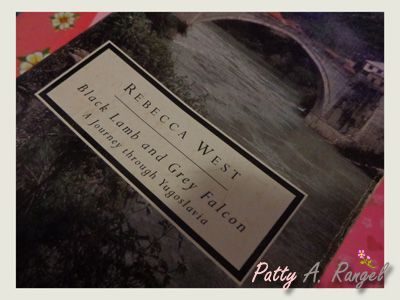 REBECCA WEST
Black Lamb and Grey Falcon
A Journey through Yugoslavia
Patty A. Rangel